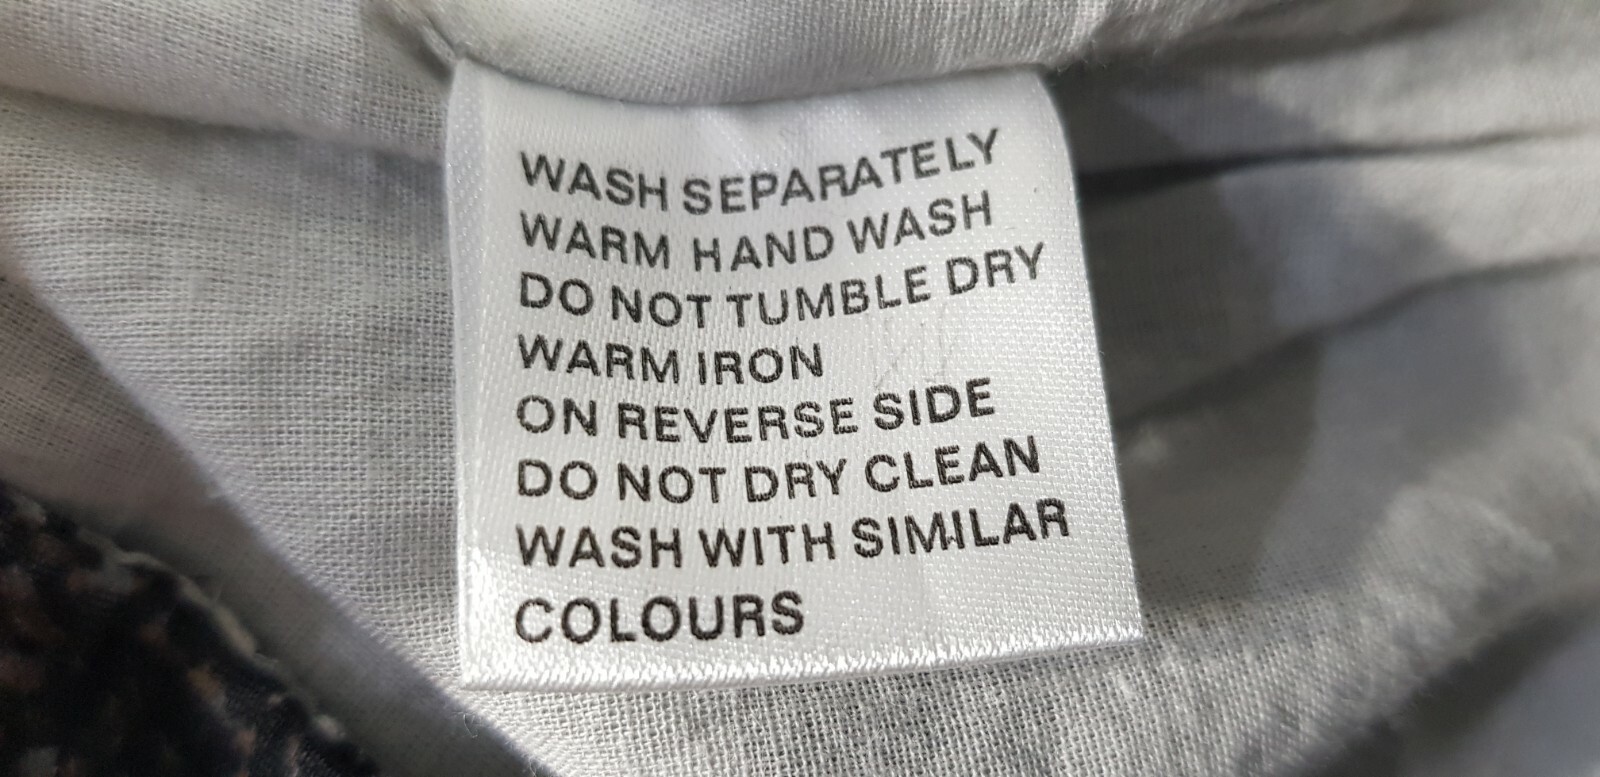 WASH SEPARATELY
WARM HAND WASH
DO NOT TUMBLE DRY
WARM IRON
ON REVERSE SIDE
DO NOT DRY CLEAN
WASH WITH SIMILAR
COLOURS